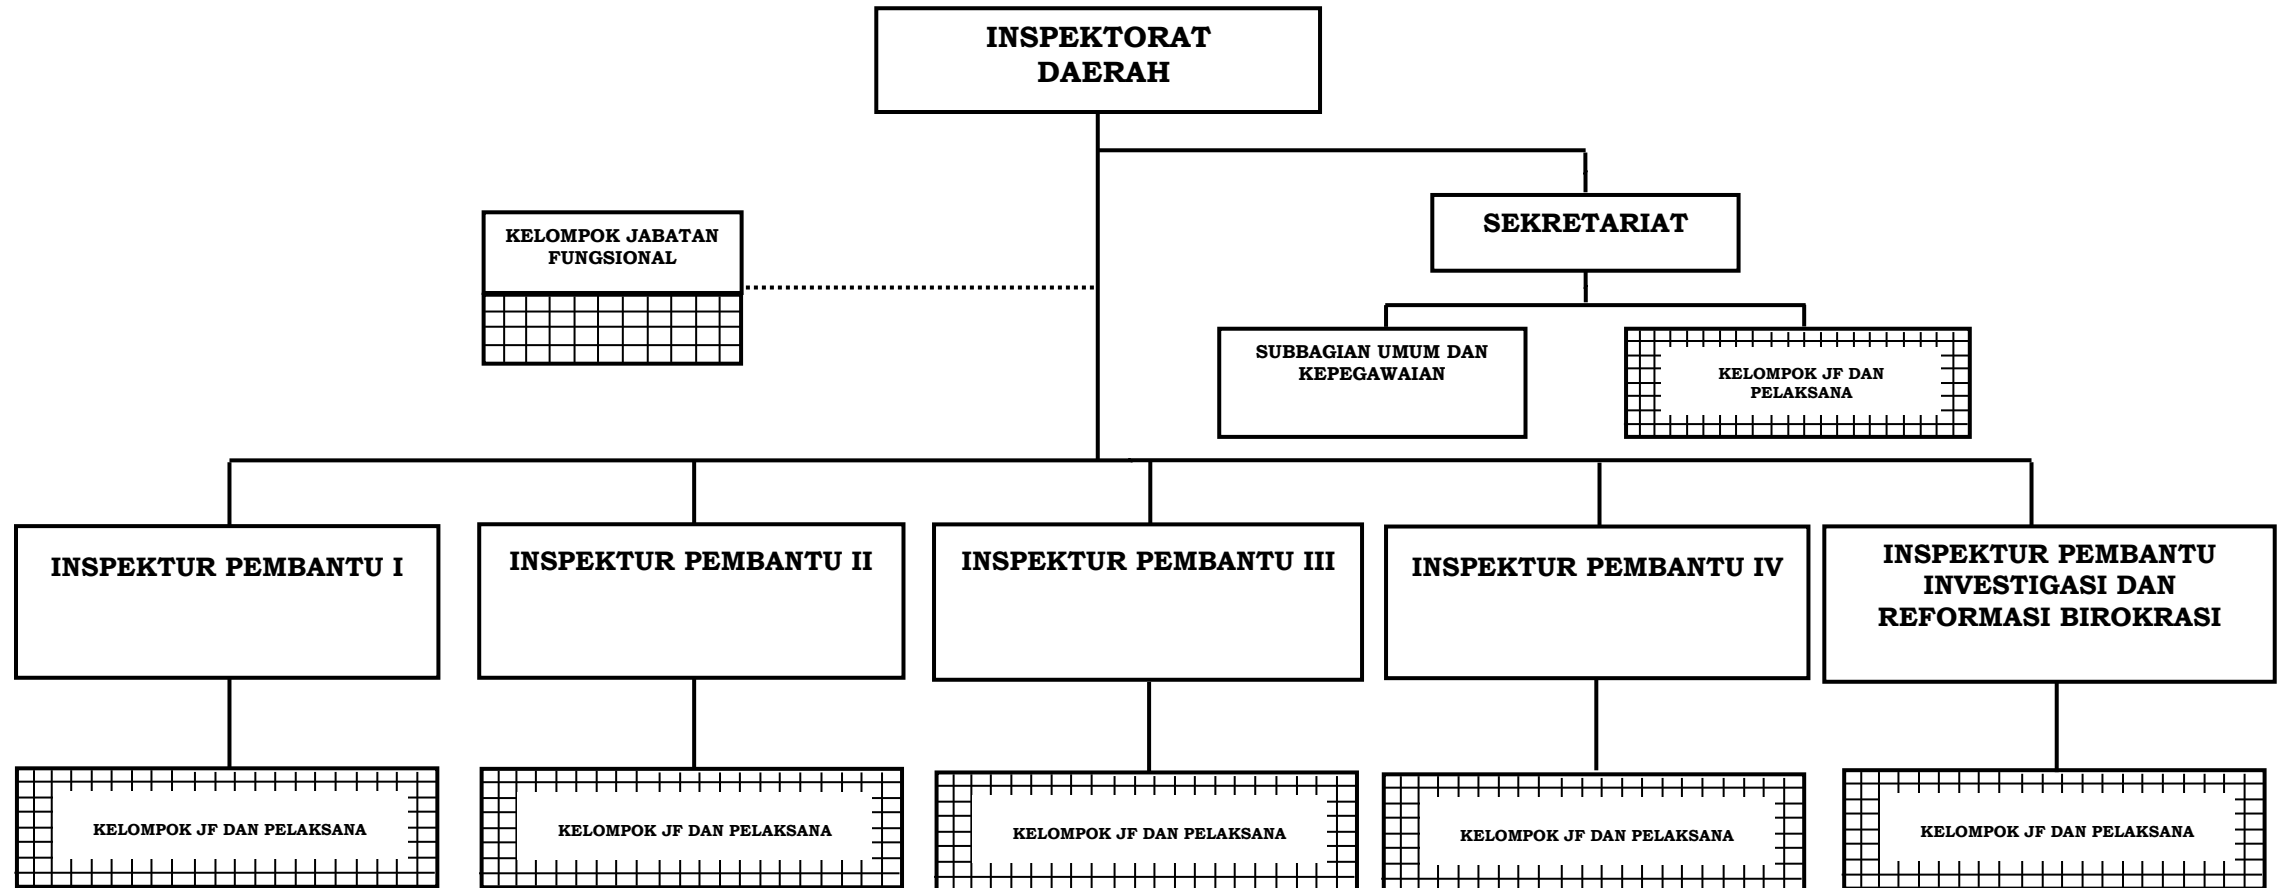 INSPEKTORAT
DAERAH
SEKRETARIAT
KELOMPOK JABATAN
FUNGSIONAL
SUBBAGIAN UMUM DAN
KEPEGAWAIAN
KELOMPOK JF DAN
PELAKSANA
INSPEKTUR PEMBANTU I
INSPEKTUR PEMBANTU II
INSPEKTUR PEMBANTU III
INSPEKTUR PEMBANTU IV
INSPEKTUR PEMBANTU
INVESTIGASI DAN
REFORMASI BIROKRASI
KELOMPOK JF DAN PELAKSANA
KELOMPOK JF DAN PELAKSANA
KELOMPOK JF DAN PELAKSANA
KELOMPOK JF DAN PELAKSANA
KELOMPOK JF DAN PELAKSANA